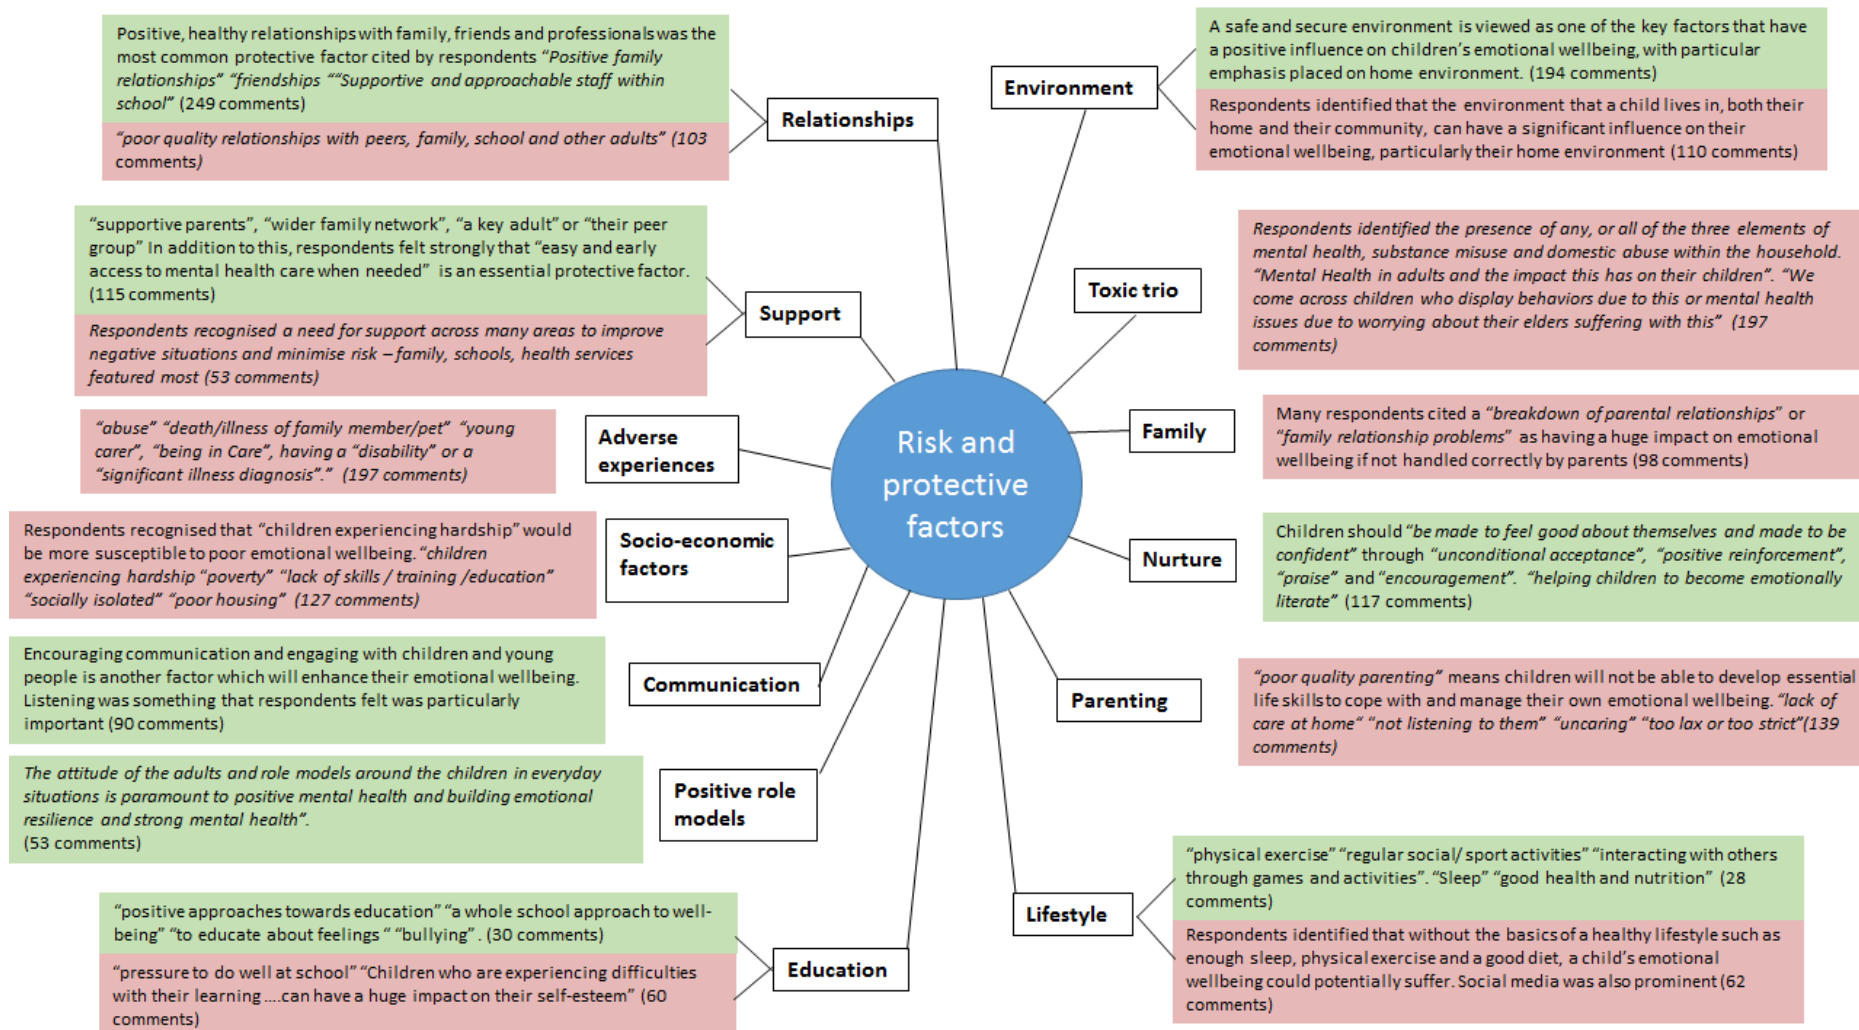 Positive, healthy relationships with family, friends and professionals was the
most common protective factor cited by respondents “Positive family
relationships” “friendships ““Supportive and approachable staff within
school” (249 comments)
“poor quality relationships with peers, family, school and other adults” (103
comments)
Relationships
Environment
A safe and secure environment is viewed as one of the key factors that have
a positive influence on children’s emotional wellbeing, with particular
emphasis placed on home environment. (194 comments)
Respondents identified that the environment that a child lives in, both their
home and their community, can have a significant influence on their
emotional wellbeing, particularly their home environment (110 comments)
“supportive parents”, “wider family network”, “a key adult” or “their peer
group” In addition to this, respondents felt strongly that “easy and early
access to mental health care when needed” is an essential protective factor.
(115 comments)
Respondents recognised a need for support across many areas to improve
negative situations and minimise risk – family, schools, health services
featured most (53 comments)
Support
Toxic trio
Respondents identified the presence of any, or all of the three elements of
mental health, substance misuse and domestic abuse within the household.
“Mental Health in adults and the impact this has on their children”. “We
come across children who display behaviors due to this or mental health
issues due to worrying about their elders suffering with this” (197
comments)
“abuse” “death/illness of family member/pet” “young
carer”, “being in Care”, having a “disability” or a
“significant illness diagnosis”.” (197 comments)
Adverse
experiences
Risk and
protective
factors
Family
Many respondents cited a “breakdown of parental relationships” or
“family relationship problems” as having a huge impact on emotional
wellbeing if not handled correctly by parents (98 comments)
Respondents recognised that “children experiencing hardship” would
be more susceptible to poor emotional wellbeing. “children
experiencing hardship “poverty” “lack of skills / training /education”
“socially isolated” “poor housing” (127 comments)
Socio-economic
factors
Nurture
Children should “be made to feel good about themselves and made to be
confident” through “unconditional acceptance”, “positive reinforcement”,
“praise” and “encouragement”. “helping children to become emotionally
literate” (117 comments)
Encouraging communication and engaging with children and young
people is another factor which will enhance their emotional wellbeing.
Listening was something that respondents felt was particularly
important (90 comments)
Communication
Parenting
“poor quality parenting” means children will not be able to develop essential
life skills to cope with and manage their own emotional wellbeing. “lack of
care at home“ “not listening to them” “uncaring” “too lax or too strict”(139
comments)
The attitude of the adults and role models around the children in everyday
situations is paramount to positive mental health and building emotional
resilience and strong mental health”.
(53 comments)
Positive role
models
“positive approaches towards education” “a whole school approach to well-
being” “to educate about feelings “ “bullying”. (30 comments)
“pressure to do well at school” “Children who are experiencing difficulties
with their learning ....can have a huge impact on their self-esteem” (60
comments)
Education
Lifestyle
“physical exercise” “regular social/ sport activities” “interacting with others
through games and activities”. “Sleep” “good health and nutrition” (28
comments)
Respondents identified that without the basics of a healthy lifestyle such as
enough sleep, physical exercise and a good diet, a child’s emotional
wellbeing could potentially suffer. Social media was also prominent (62
comments)